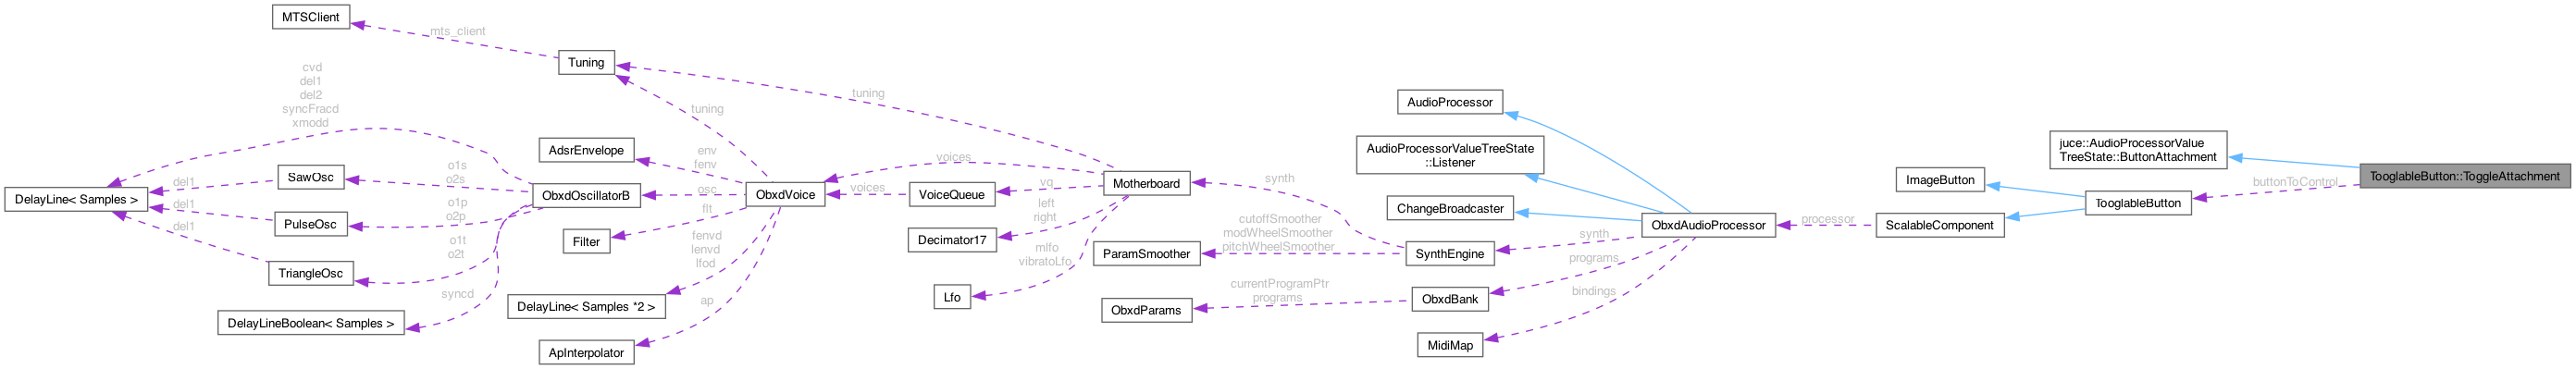 MTSClient
mts_client
Tuning
cvd
del1
del2
syncFracd
xmodd
tuning
tuning
AudioProcessor
AdsrEnvelope
env
fenv
voices
AudioProcessorValueTreeState
::Listener
juce::AudioProcessorValue
TreeState::ButtonAttachment
TooglableButton::ToggleAttachment
buttonToControl
DelayLine< Samples >
del1
SawOsc
o1s
o2s
ObxdOscillatorB
osc
ObxdVoice
voices
VoiceQueue
vq
Motherboard
synth
ImageButton
TooglableButton
del1
PulseOsc
o1p
o2p
flt
Filter
left
right
Decimator17
cutoffSmoother
modWheelSmoother
pitchWheelSmoother
ChangeBroadcaster
ObxdAudioProcessor
processor
ScalableComponent
synth
del1
TriangleOsc
o1t
o2t
fenvd
lenvd
lfod
mlfo
vibratoLfo
ParamSmoother
SynthEngine
programs
syncd
DelayLineBoolean< Samples >
DelayLine< Samples *2 >
ap
Lfo
currentProgramPtr
programs
ObxdParams
ObxdBank
bindings
ApInterpolator
MidiMap